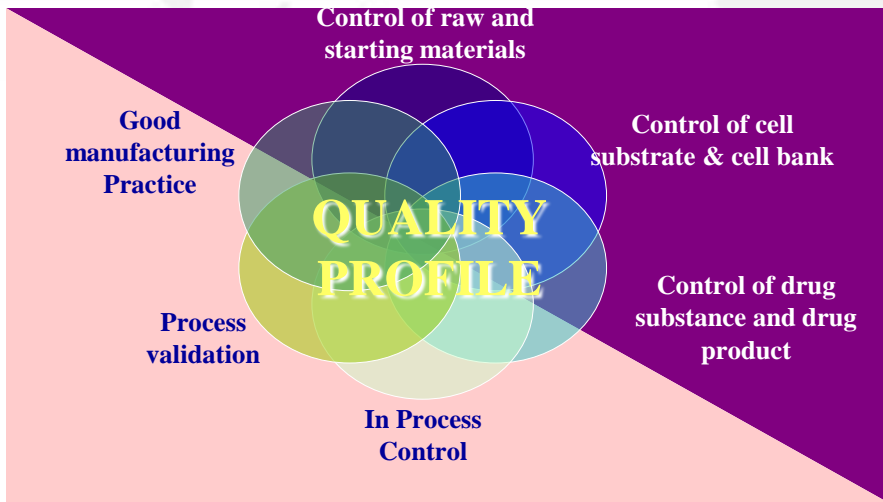 Control of raw and
starting materials
Good
manufacturing
Practice
Control of cell
substrate & cell bank
QUALITY
PROFILE
Control of drug
substance and drug
product
Process
validation
In Process
Control